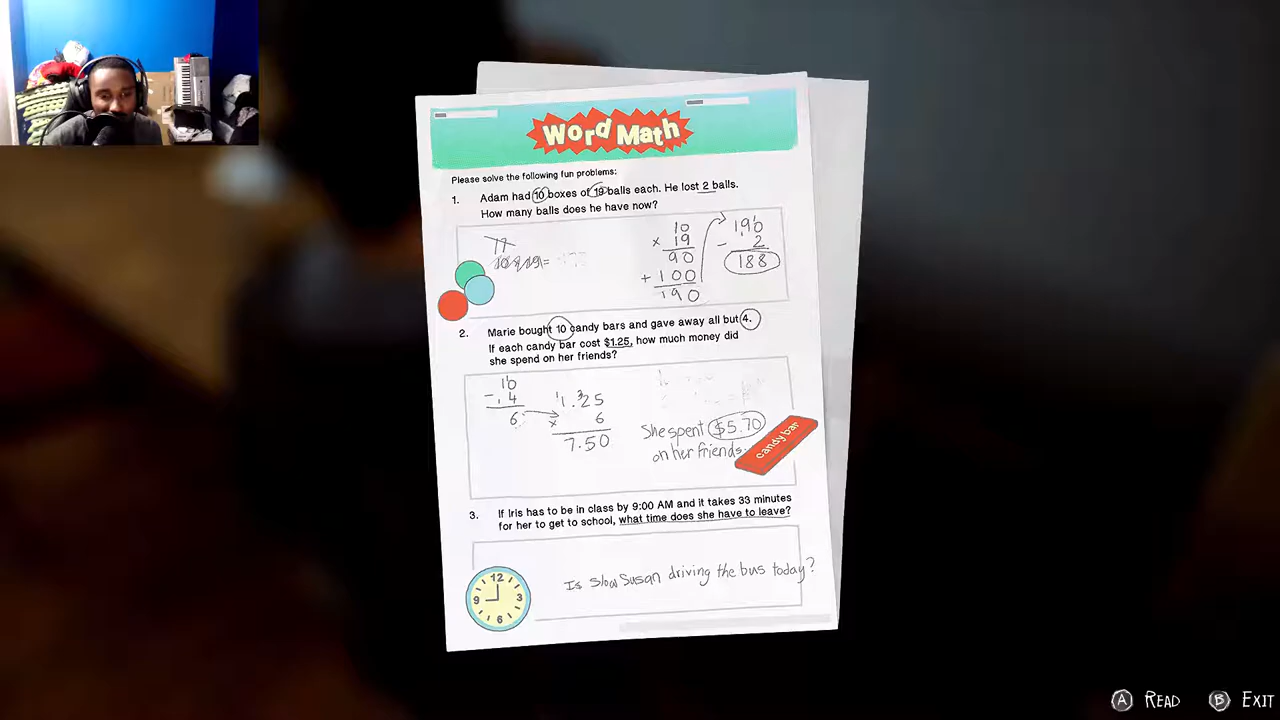 Word Math
Please solve the following fun problems:
1. Adam had 10 boxes of 19 balls each. He lost 2 balls.
How many balls does he have now?
10
x 19
90
+ 100
190
190
- 2
188
2. Marie bought 10 candy bars and gave away all but 4.
If each candy bar cost $1.25, how much money did
she spend on her friends?
10
- 4
6
1.25
x 6
7.50
She spent $5.70
on her friends.
candy bar
3. If Iris has to be in class by 9:00 AM and it takes 33 minutes
for her to get to school, what time does she have to leave?
12
9 3
6
Is Slow Susan driving the bus today?
A READ B EXIT